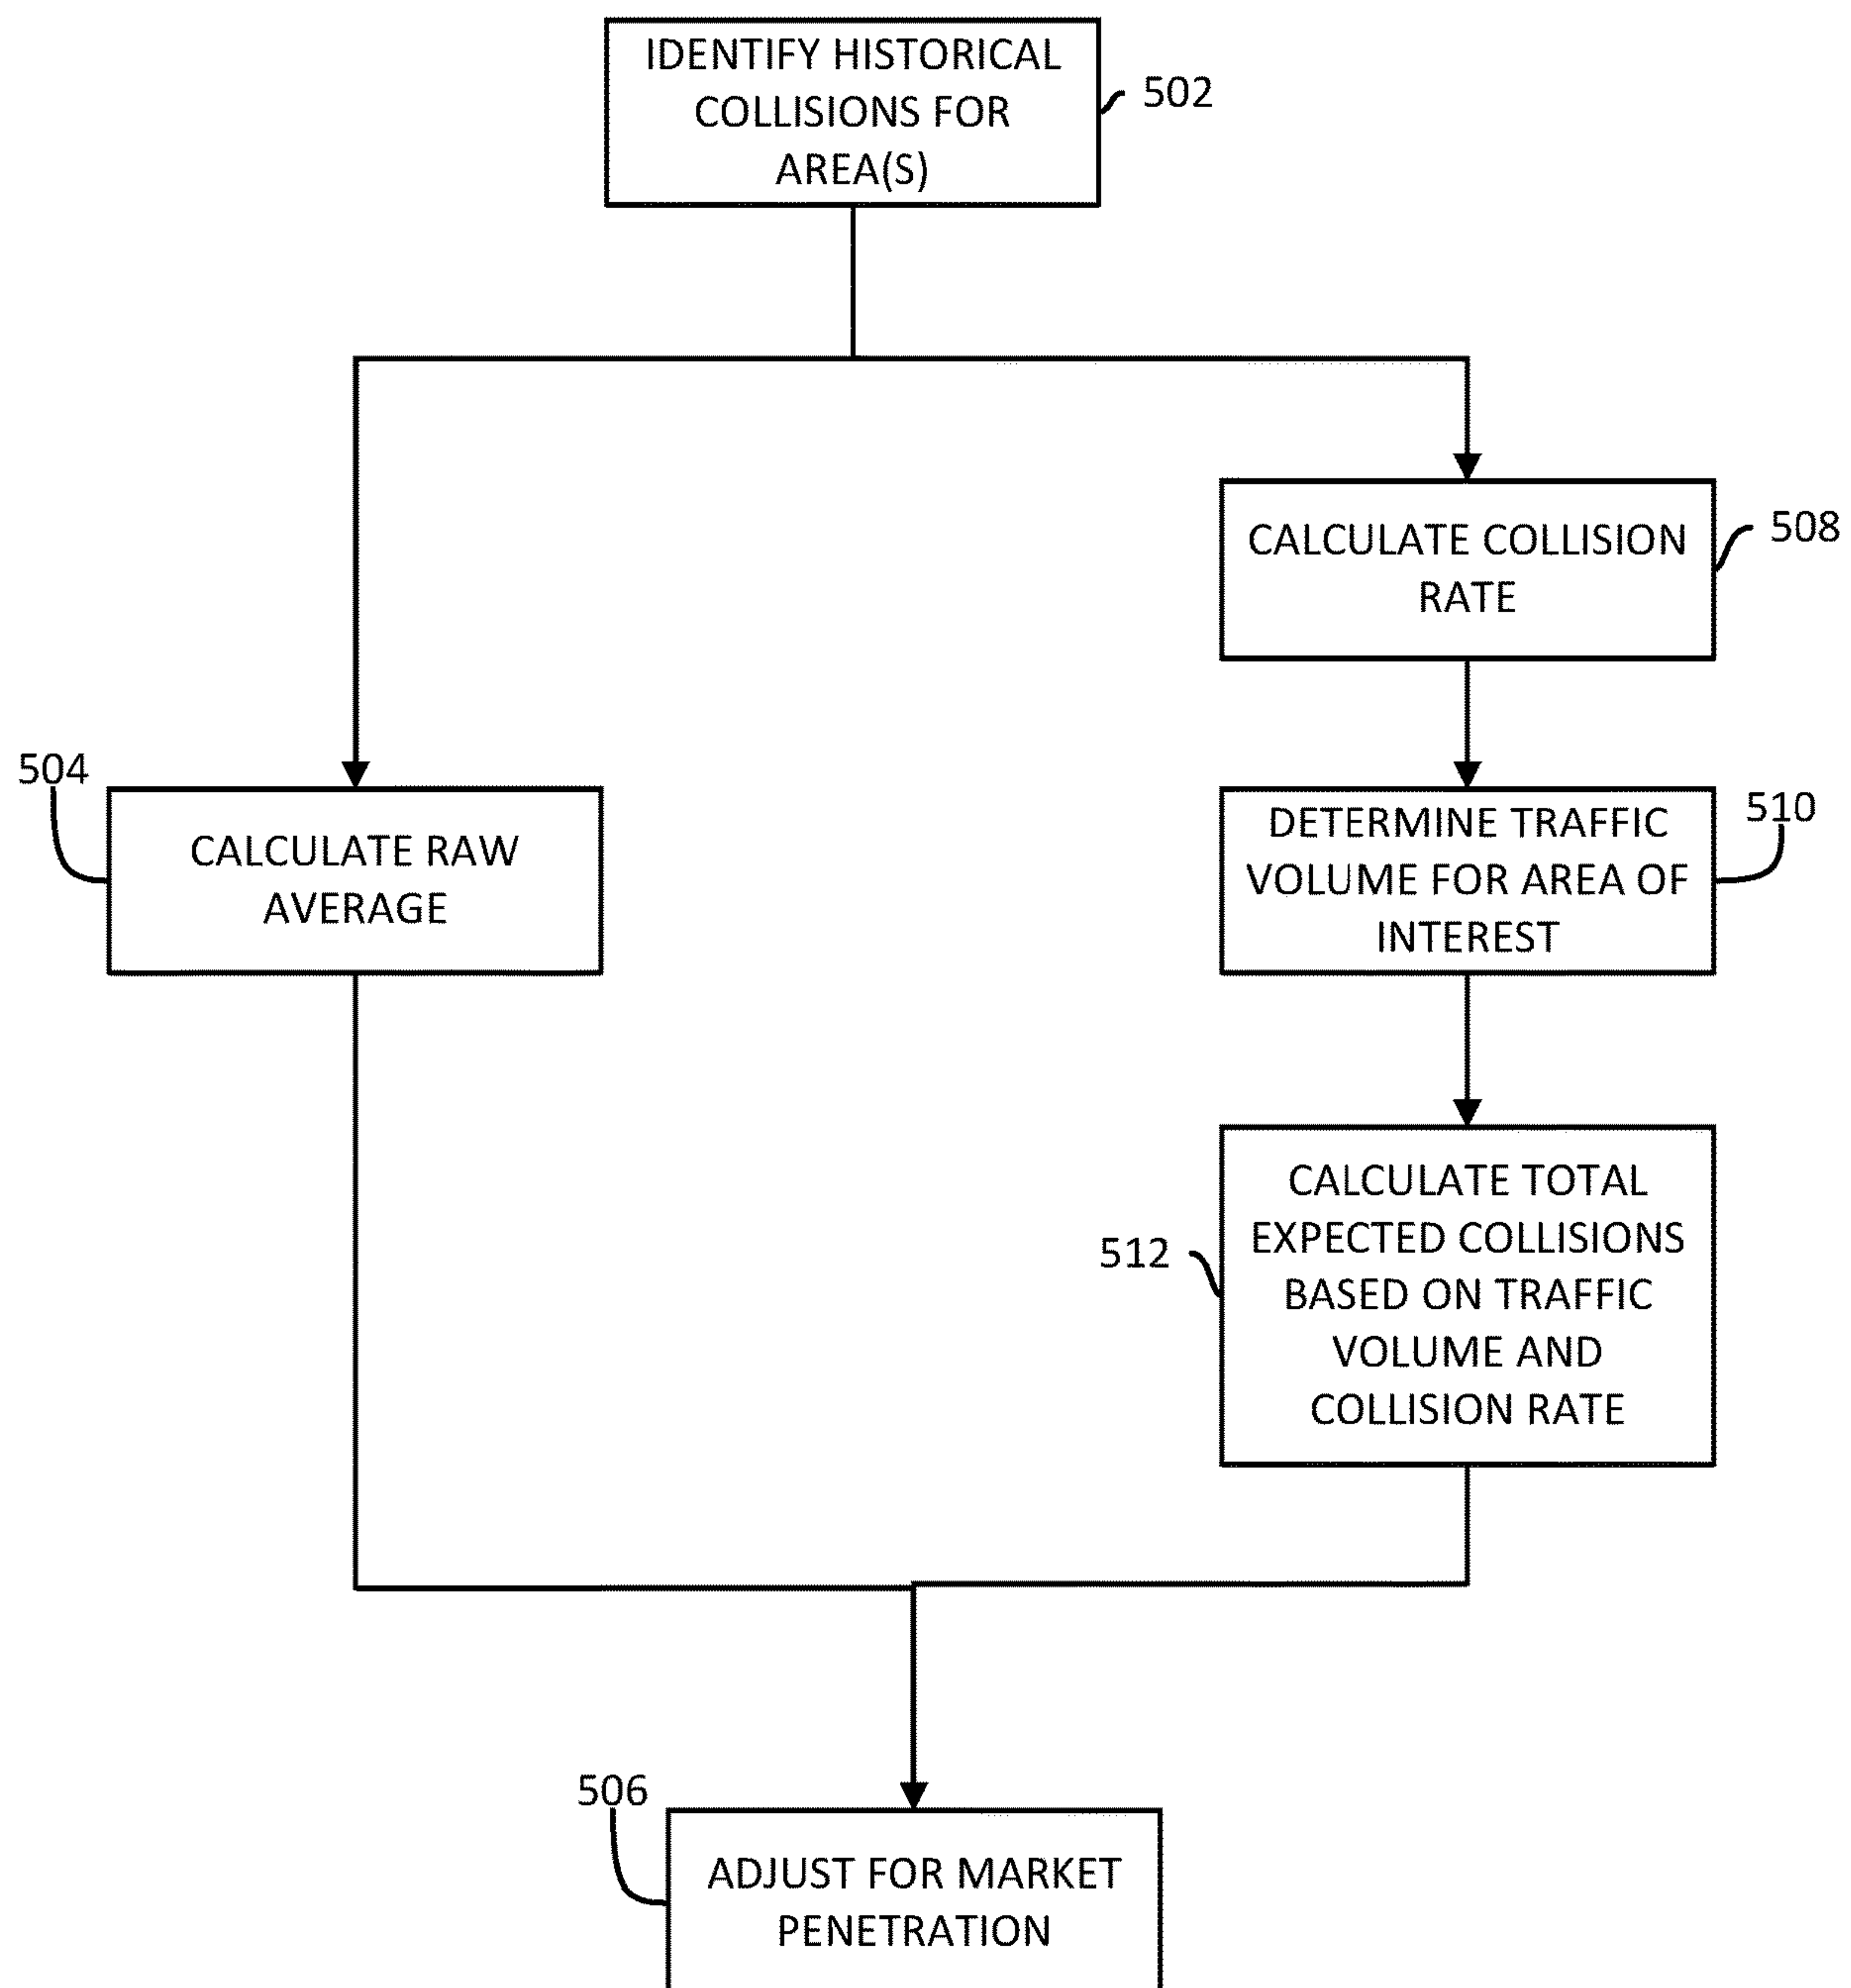 IDENTIFY HISTORICAL
COLLISIONS FOR
AREA(S)
502
CALCULATE COLLISION
RATE
508
504
CALCULATE RAW
AVERAGE
DETERMINE TRAFFIC
VOLUME FOR AREA OF
INTEREST
510
512
CALCULATE TOTAL
EXPECTED COLLISIONS
BASED ON TRAFFIC
VOLUME AND
COLLISION RATE
506
ADJUST FOR MARKET
PENETRATION